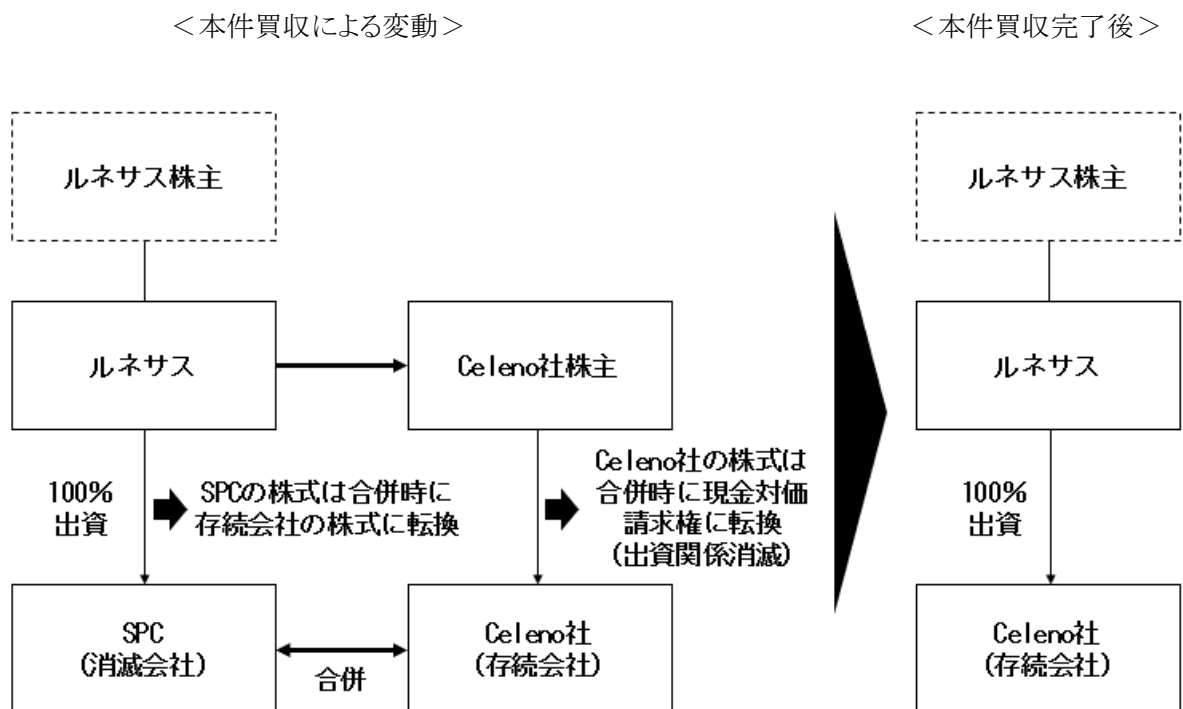 ＜本件買収による変動＞
＜本件買収完了後＞
ルネサス株主
ルネサス株主
ルネサス
Celeno社株主
ルネサス
100%
出資
SPCの株式は合併時に
存続会社の株式に転換
Celeno社の株式は
合併時に現金対価
請求権に転換
(出資関係消滅)
100%
出資
SPC
(消滅会社)
合併
Celeno社
(存続会社)
Celeno社
(存続会社)